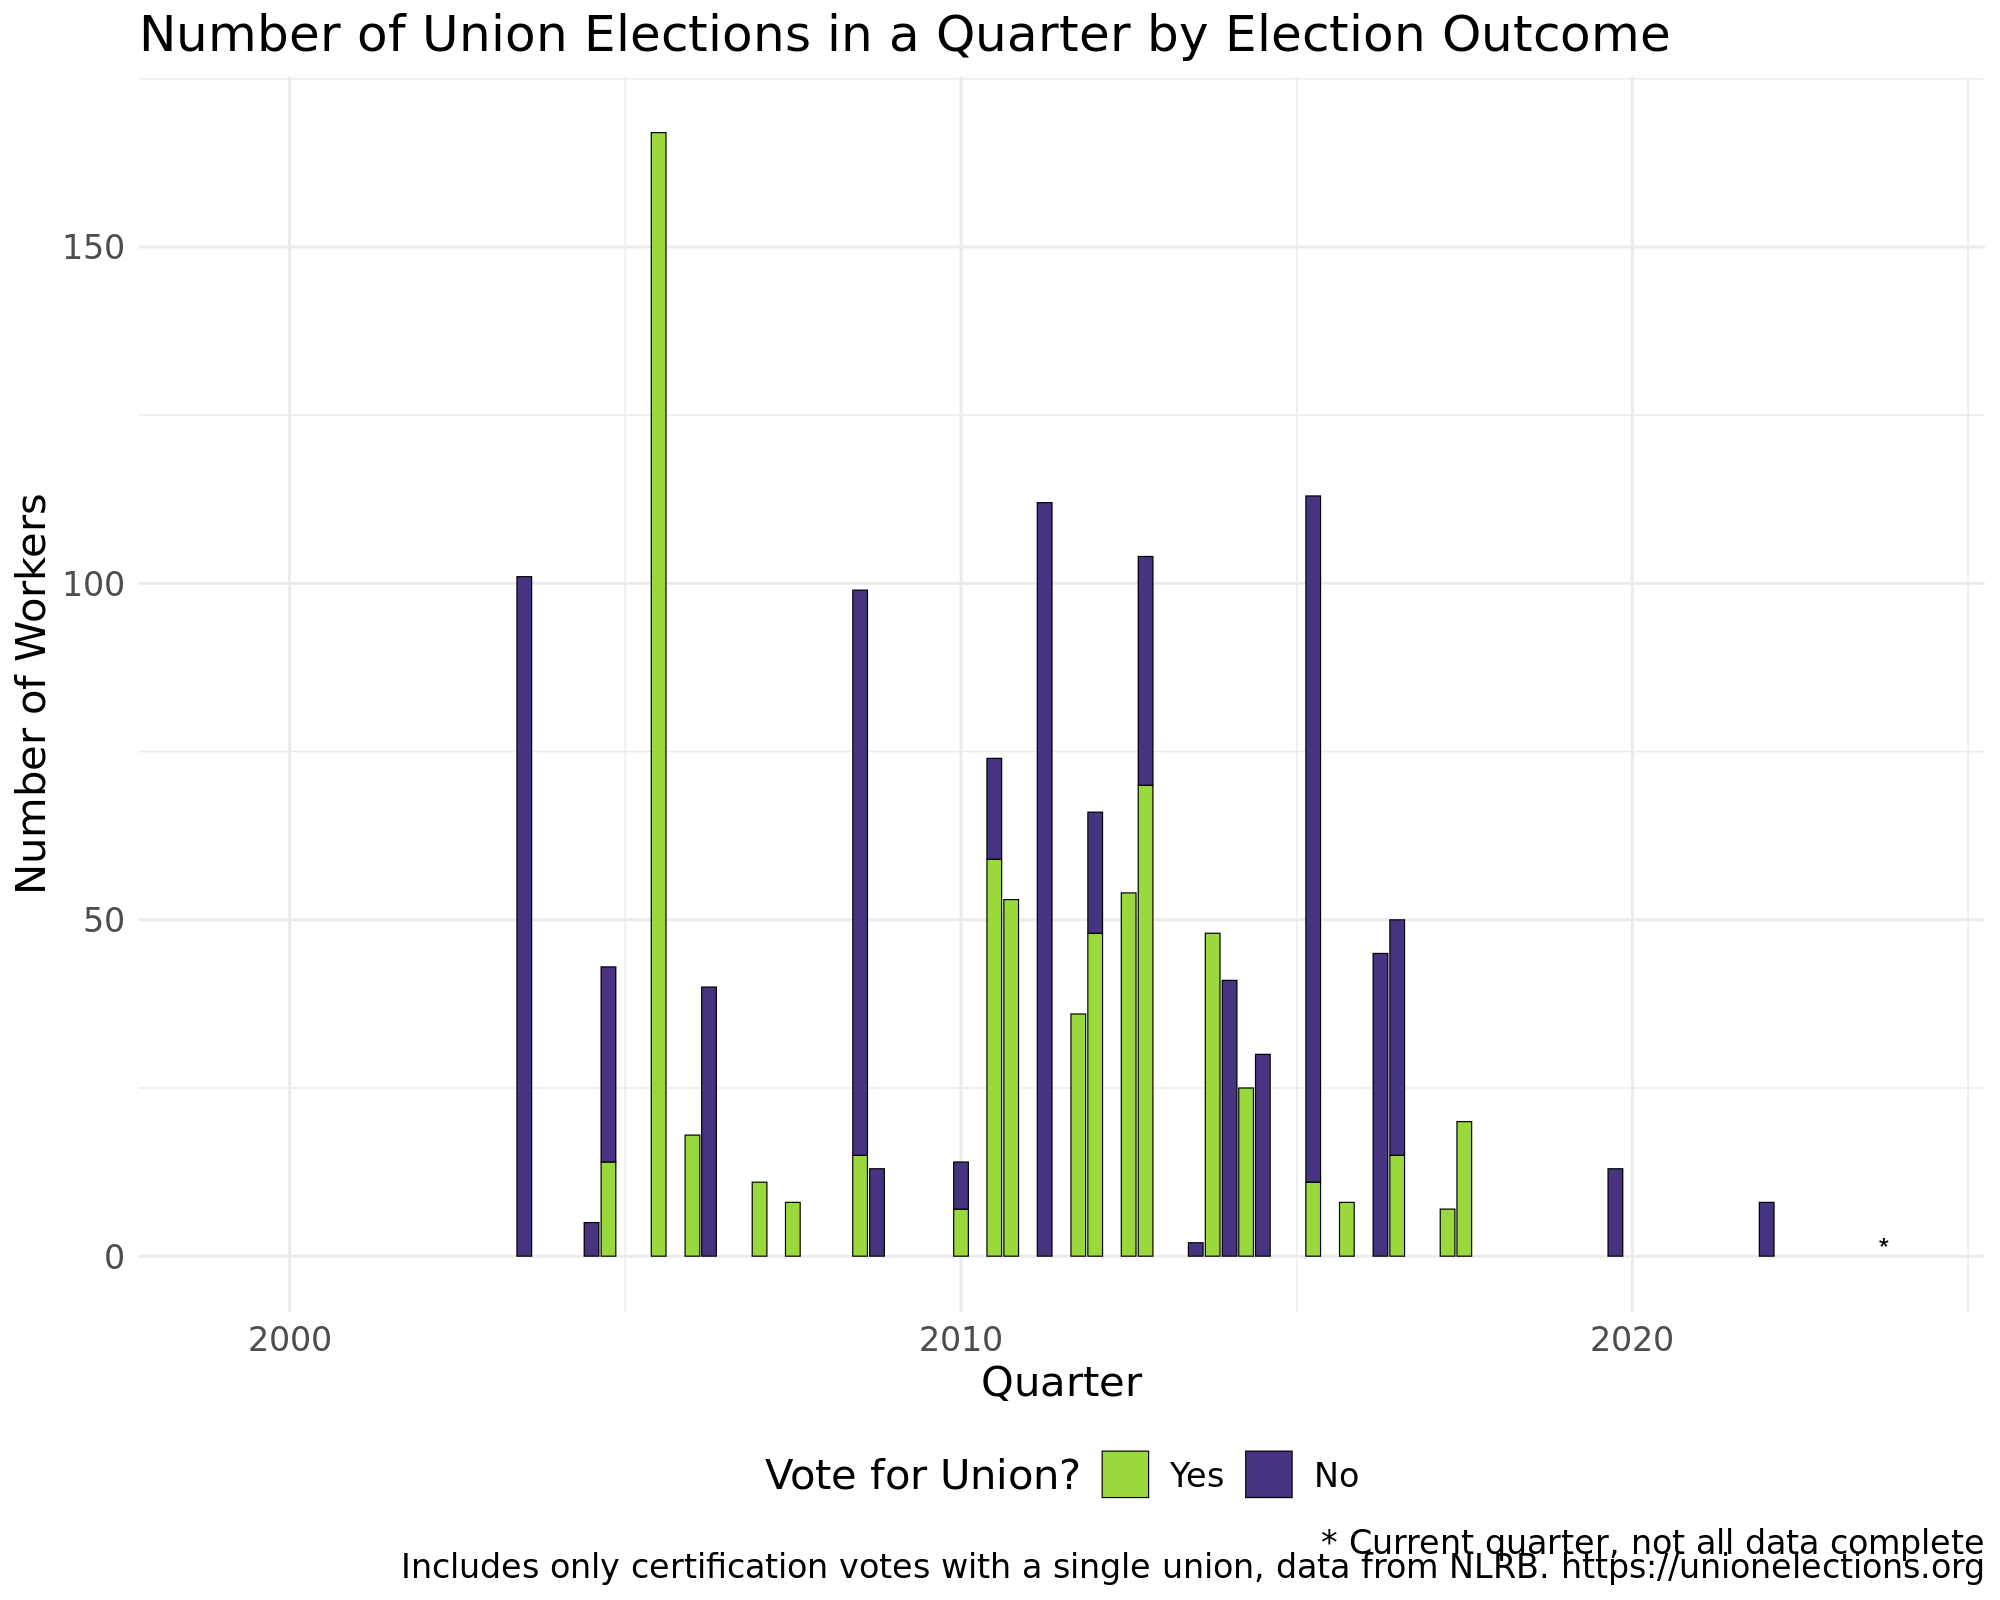 Number of Union Elections in a Quarter by Election Outcome
Number of Workers
150
100
50
0
*
2000
2010
2020
Quarter
Vote for Union?
Yes
No
* Current quarter, not all data complete
Includes only certification votes with a single union, data from NLRB. https://unionelections.org